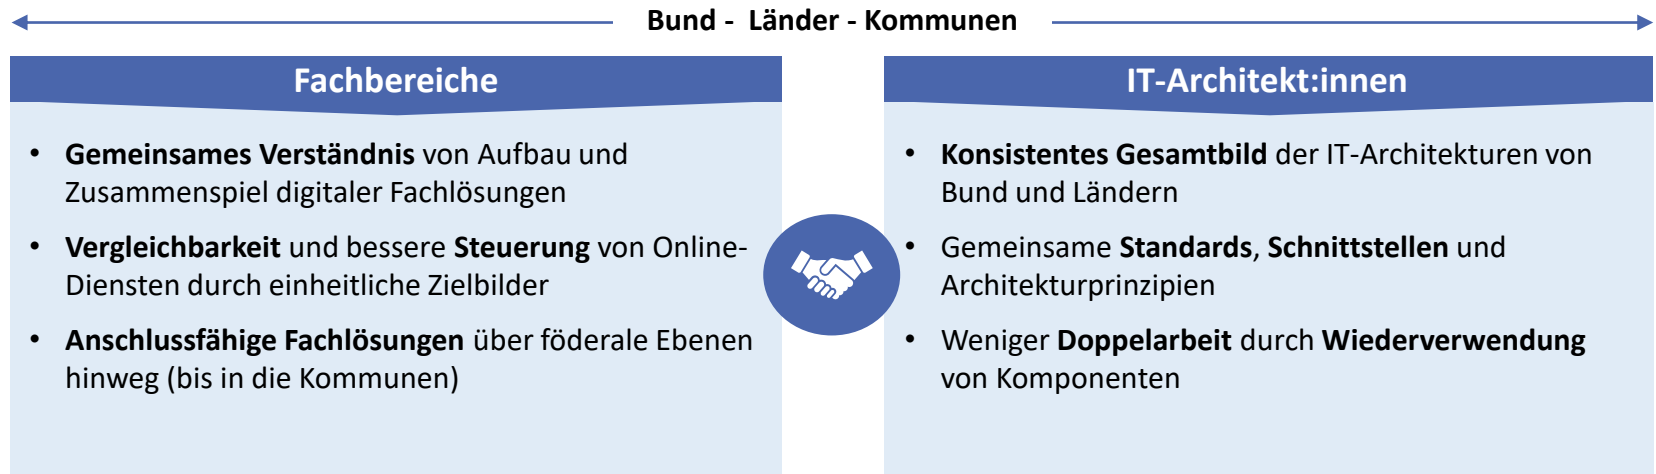 Bund - Länder - Kommunen
Fachbereiche
• Gemeinsames Verständnis von Aufbau und
Zusammenspiel digitaler Fachlösungen
• Vergleichbarkeit und bessere Steuerung von Online-
Diensten durch einheitliche Zielbilder
• Anschlussfähige Fachlösungen über föderale Ebenen
hinweg (bis in die Kommunen)
IT-Architekt:innen
• Konsistentes Gesamtbild der IT-Architekturen von
Bund und Ländern
• Gemeinsame Standards, Schnittstellen und
Architekturprinzipien
• Weniger Doppelarbeit durch Wiederverwendung
von Komponenten